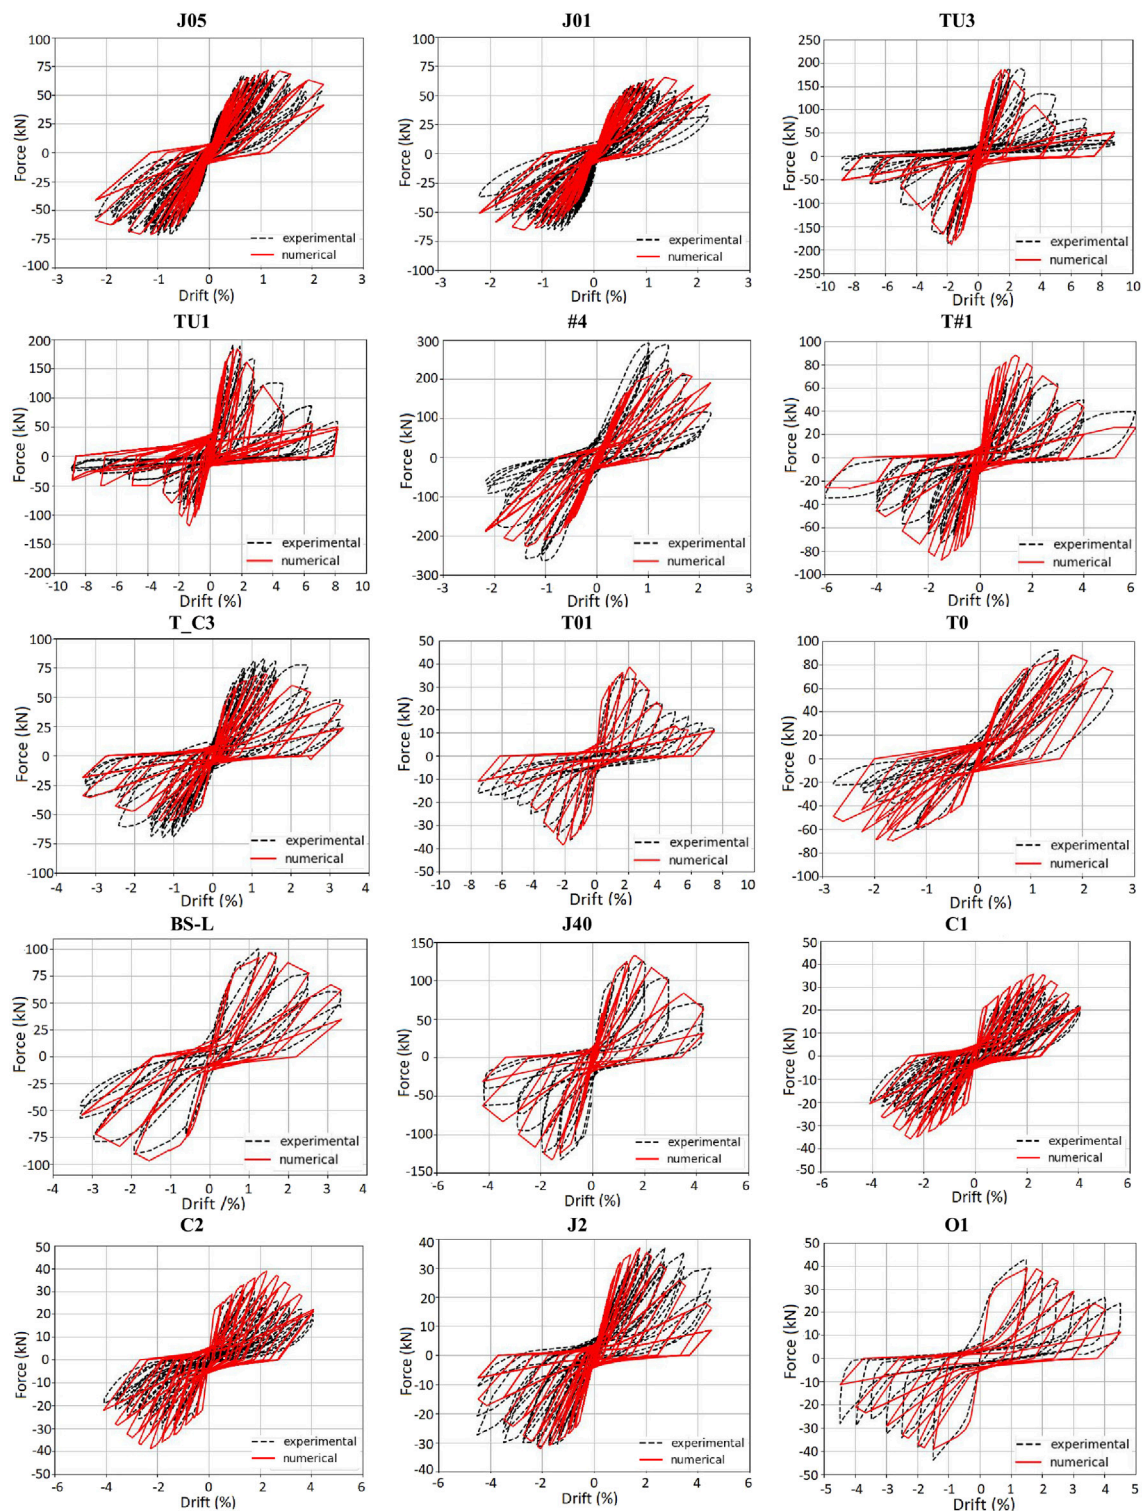 J05
J01
TU3
100
75
50
25
0
-25
-50
-75
-100
Force (kN)
experimental
numerical
-3 -2 -1 0 1 2 3
Drift (%)
100
75
50
25
0
-25
-50
-75
-100
Force (kN)
experimental
numerical
-3 -2 -1 0 1 2 3
Drift (%)
250
200
150
100
50
0
-50
-100
-150
-200
-250
Force (kN)
experimental
numerical
-10 -8 -6 -4 -2 0 2 4 6 8 10
Drift (%)
TU1
#4
T#1
200
150
100
50
0
-50
-100
-150
-200
Force (kN)
experimental
numerical
-10 -8 -6 -4 -2 0 2 4 6 8 10
Drift (%)
300
200
100
0
-100
-200
-300
Force (kN)
experimental
numerical
-3 -2 -1 0 1 2 3
Drift (%)
100
80
60
40
20
0
-20
-40
-60
-80
-100
Force (kN)
experimental
numerical
-6 -4 -2 0 2 4 6
Drift (%)
T_C3
T01
T0
100
75
50
25
0
-25
-50
-75
-100
Force (kN)
experimental
numerical
-4 -3 -2 -1 0 1 2 3 4
Drift (%)
50
40
30
20
10
0
-10
-20
-30
-40
-50
Force (kN)
experimental
numerical
-10 -8 -6 -4 -2 0 2 4 6 8 10
Drift (%)
100
80
60
40
20
0
-20
-40
-60
-80
-100
Force (kN)
experimental
numerical
-3 -2 -1 0 1 2 3
Drift (%)
BS-L
J40
C1
100
75
50
25
0
-25
-50
-75
-100
Force (kN)
experimental
numerical
-4 -3 -2 -1 0 1 2 3 4
Drift /%)
150
100
50
0
-50
-100
-150
Force (kN)
experimental
numerical
-6 -4 -2 0 2 4 6
Drift (%)
50
40
30
20
10
0
-10
-20
-30
-40
-50
Force (kN)
experimental
numerical
-6 -4 -2 0 2 4 6
Drift (%)
C2
J2
O1
50
40
30
20
10
0
-10
-20
-30
-40
-50
Force (kN)
experimental
numerical
-6 -4 -2 0 2 4 6
Drift (%)
40
30
20
10
0
-10
-20
-30
-40
Force (kN)
experimental
numerical
-6 -4 -2 0 2 4 6
Drift (%)
50
40
30
20
10
0
-10
-20
-30
-40
-50
Force (kN)
experimental
numerical
-5 -4 -3 -2 -1 0 1 2 3 4 5
Drift (%)